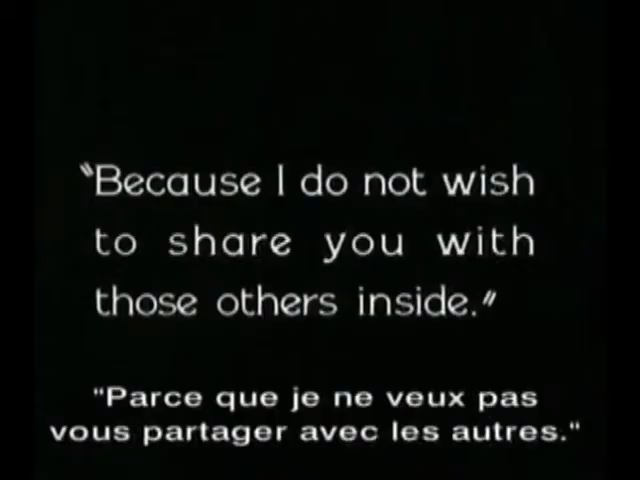 “Because I do not wish
to share you with
those others inside.”
"Parce que je ne veux pas
vous partager avec les autres."